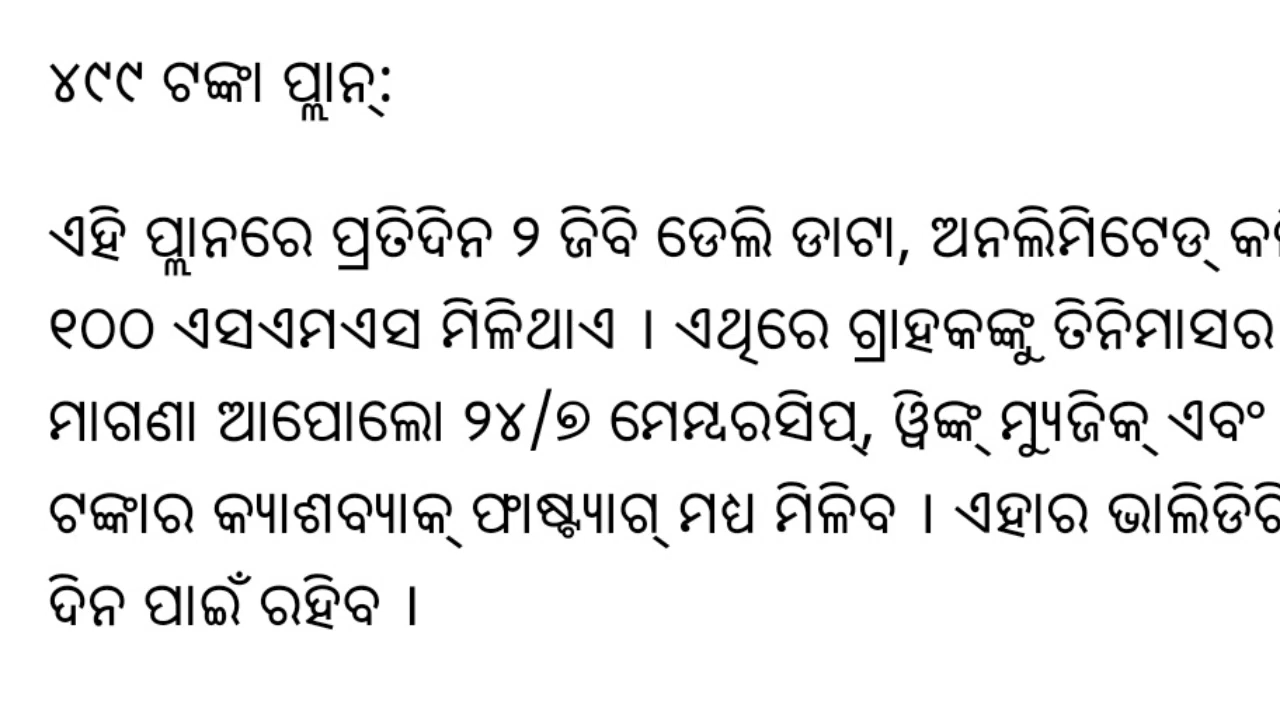 ୪୯୯ ଟଙ୍କା ପ୍ଲାନ୍:
ଏହି ପ୍ଲାନରେ ପ୍ରତିଦିନ ୨ ଜିବି ଡେଲି ଡାଟା, ଅନଲିମିଟେଡ୍
୧୦୦ ଏସଏମଏସ ମିଳିଥାଏ । ଏଥିରେ ଗ୍ରାହକଙ୍କୁ ତିନିମାସର
ମାଗଣା ଆପୋଲୋ ୨୪/୭ ମେମ୍ବରସିପ୍, ୱିଙ୍କ୍ ମ୍ୟୁଜିକ୍ ଏବଂ
ଟଙ୍କାର କ୍ୟାଶବ୍ୟାକ୍ ଫାଷ୍ଟ୍ୟାଗ୍ ମଧ୍ୟ ମିଳିବ । ଏହାର
ଦିନ ପାଇଁ ରହିବ ।